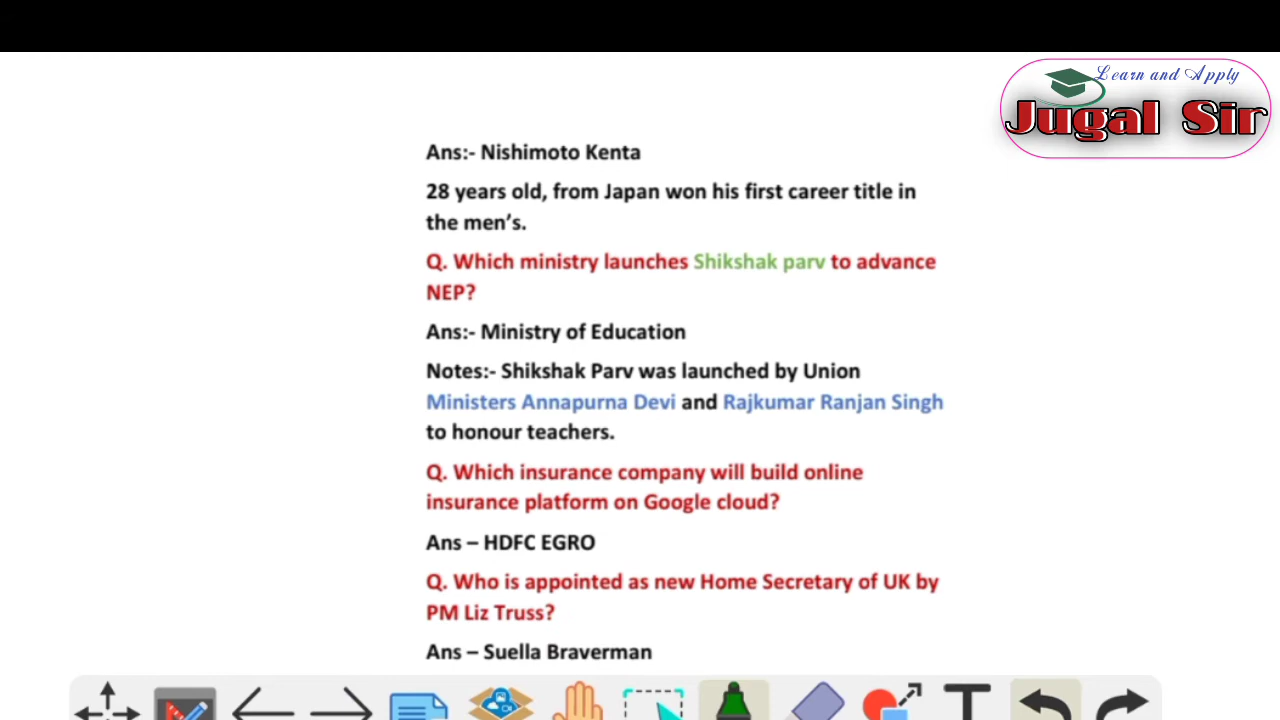 Learn and Apply
Jugal Sir
Ans:- Nishimoto Kenta
28 years old, from Japan won his first career title in
the men's.
Q. Which ministry launches Shikshak parv to advance
NEP?
Ans:- Ministry of Education
Notes:- Shikshak Parv was launched by Union
Ministers Annapurna Devi and Rajkumar Ranjan Singh
to honour teachers.
Q. Which insurance company will build online
insurance platform on Google cloud?
Ans – HDFC EGRO
Q. Who is appointed as new Home Secretary of UK by
PM Liz Truss?
Ans – Suella Braverman